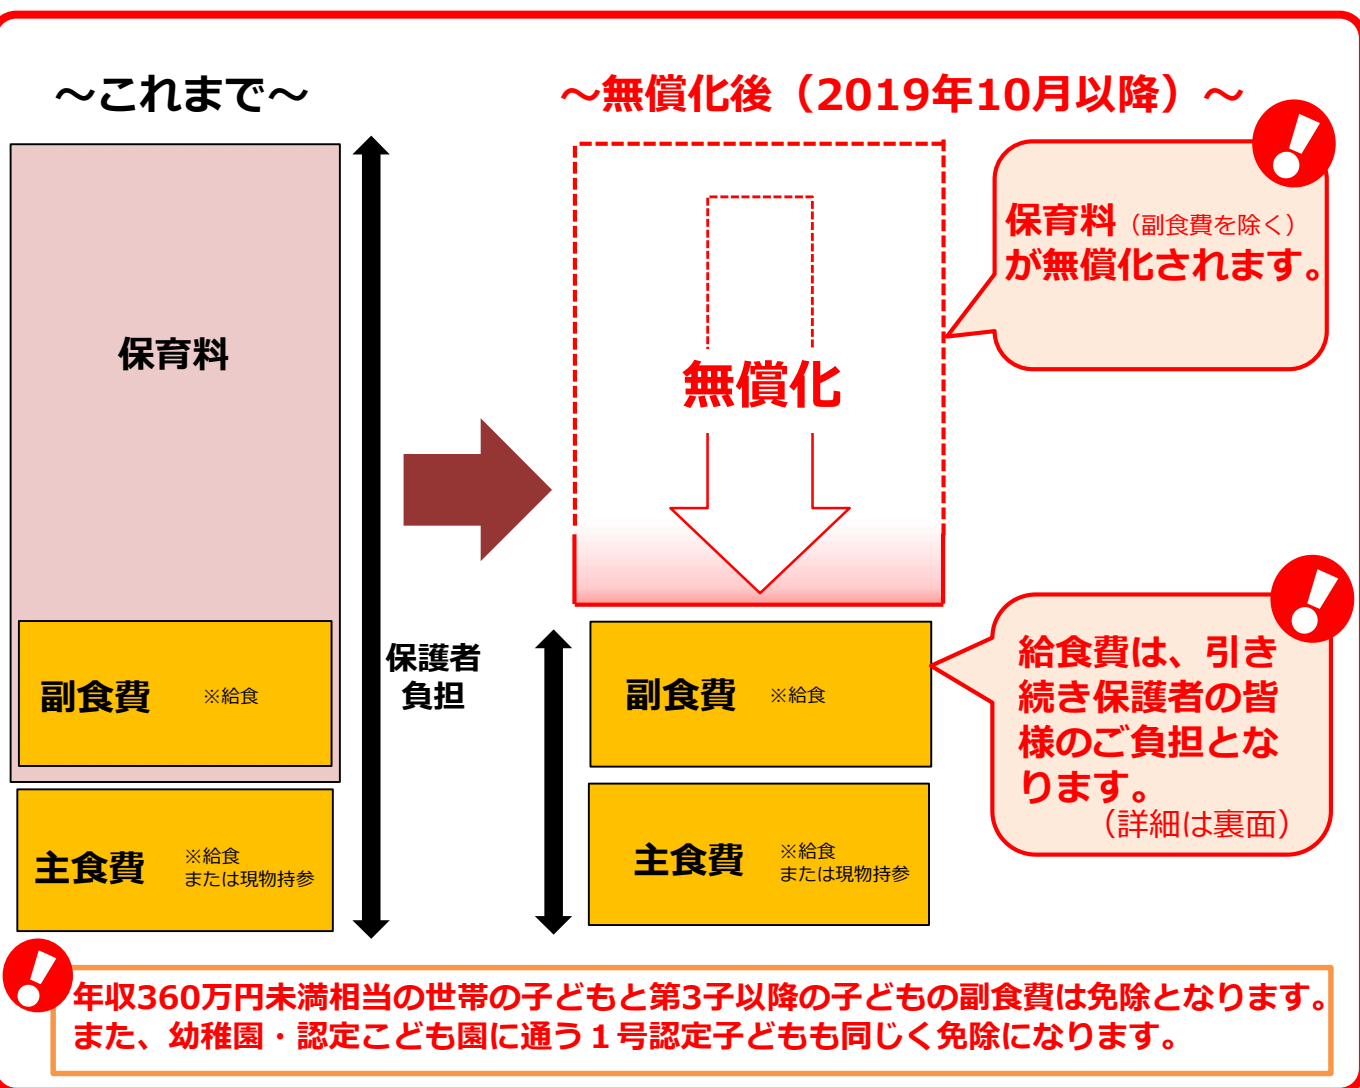 ～これまで～
～無償化後（2019年10月以降）～
保育料
副食費 ※給食
主食費 ※給食
または現物持参
保護者
負担
無償化
副食費 ※給食
主食費 ※給食
または現物持参
保育料（副食費を除く）
が無償化されます。
給食費は、引き
続き保護者の皆
様のご負担とな
ります。
（詳細は裏面）
年収360万円未満相当の世帯の子どもと第3子以降の子どもの副食費は免除となります。
また、幼稚園・認定こども園に通う１号認定子どもも同じく免除になります。